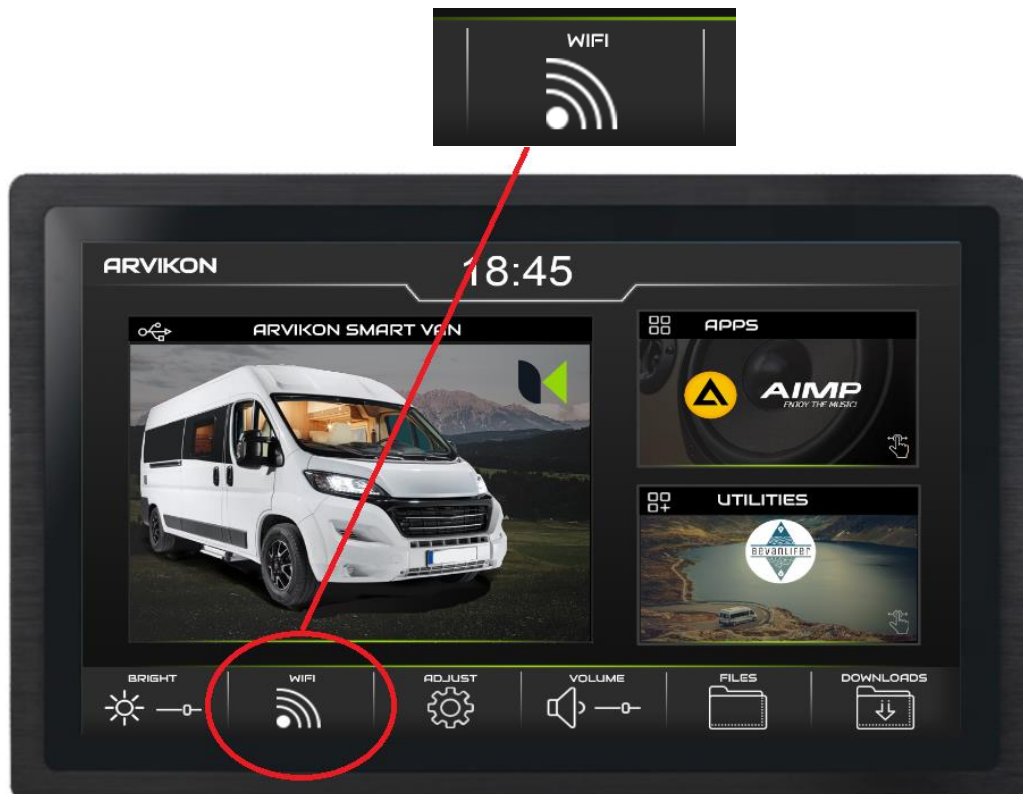 WIFI
ARVIKON
18:45
ARVIKON SMART VAN
APPS
AIMP
ENJOY THE MUSIC!
UTILITIES
BEVANLIFER
BRIGHT
WIFI
ADJUST
VOLUME
FILES
DOWNLOADS